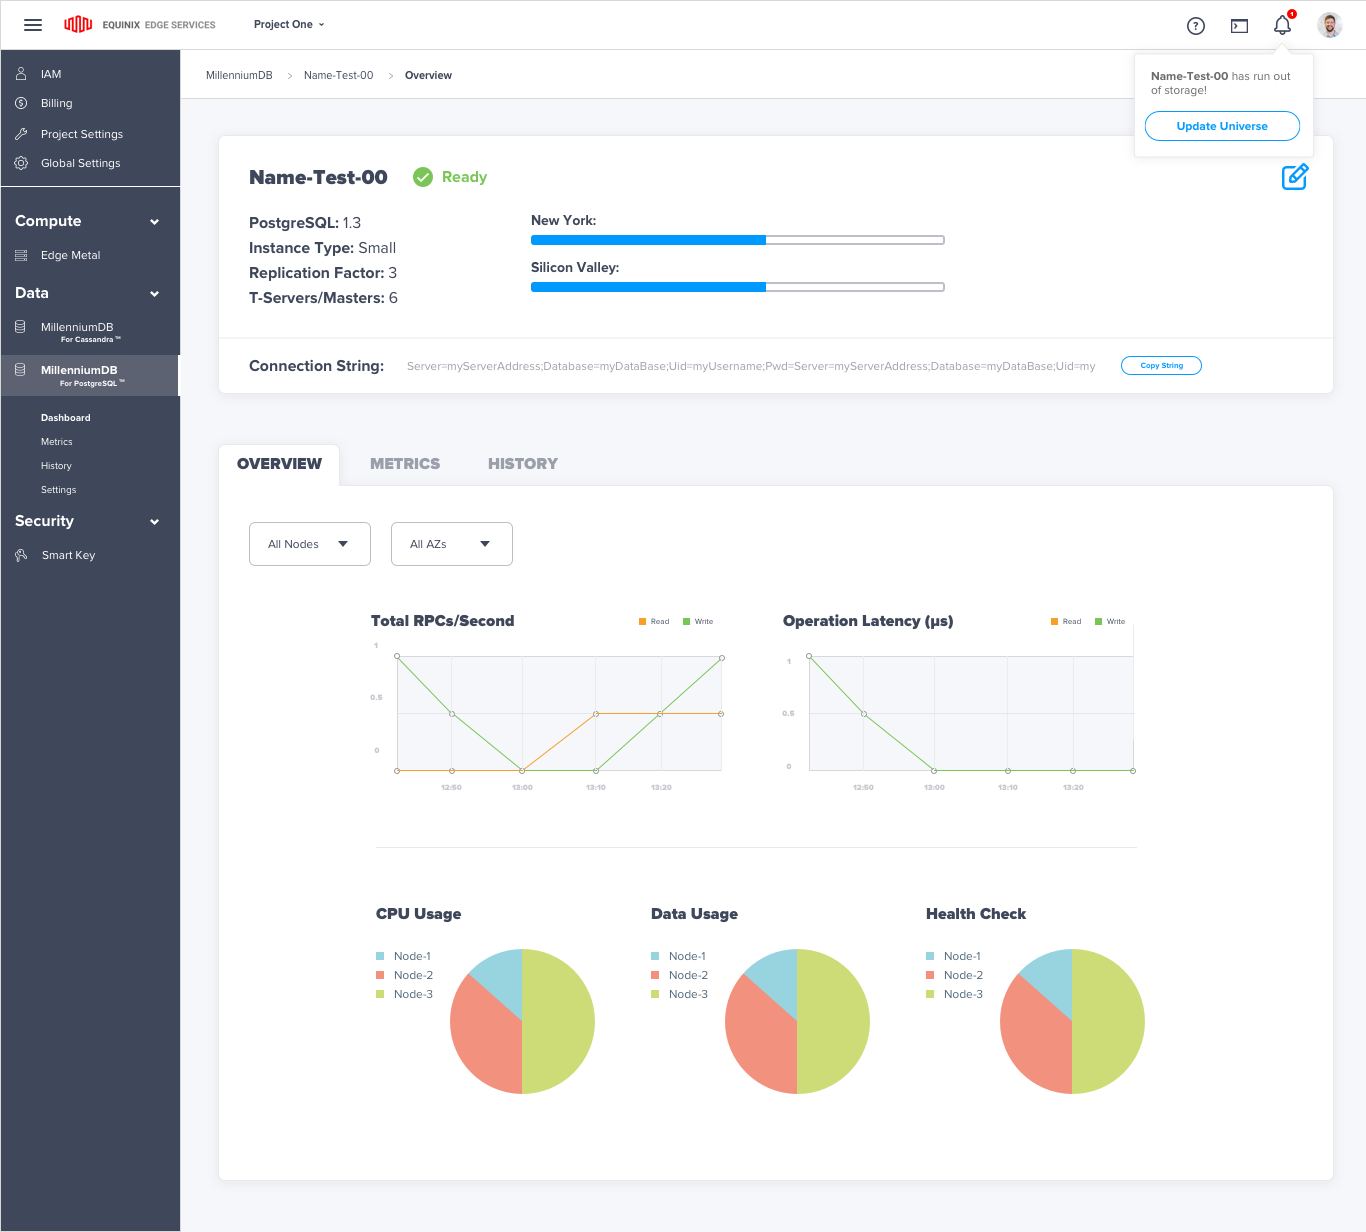 EQUINIX EDGE SERVICES
Project One
1
IAM
Billing
Project Settings
Global Settings
Compute
Edge Metal
Data
MillenniumDB
For Cassandra ™
MillenniumDB
For PostgreSQL ™
Dashboard
Metrics
History
Settings
Security
Smart Key
MillenniumDB > Name-Test-00 > Overview
Name-Test-00 has run out
of storage!
Update Universe
Name-Test-00
Ready
PostgreSQL: 1.3
Instance Type: Small
Replication Factor: 3
T-Servers/Masters: 6
New York:
Silicon Valley:
Connection String:
Server=myServerAddress;Database=myDataBase;Uid=myUsername;Pwd=Server=myServerAddress;Database=myDataBase;Uid=my
Copy String
OVERVIEW
METRICS
HISTORY
All Nodes
All AZs
Total RPCs/Second
Read
Write
1
0.5
0
12:50
13:00
13:10
13:20
Operation Latency (μs)
Read
Write
1
0.5
0
12:50
13:00
13:10
13:20
CPU Usage
Node-1
Node-2
Node-3
Data Usage
Node-1
Node-2
Node-3
Health Check
Node-1
Node-2
Node-3